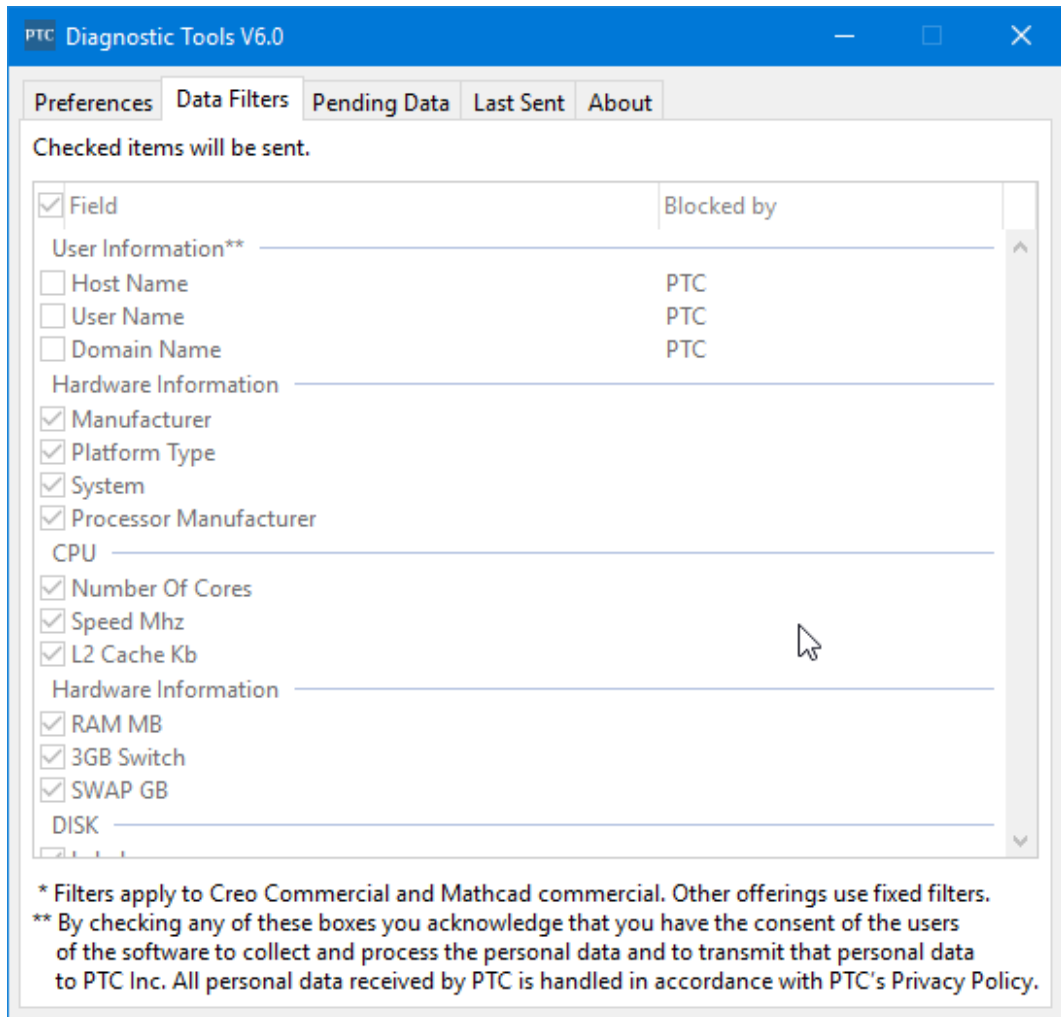 PTC Diagnostic Tools V6.0
Preferences Data Filters Pending Data Last Sent About
Checked items will be sent.
Field Blocked by
User Information**
Host Name PTC
User Name PTC
Domain Name PTC
Hardware Information
Manufacturer
Platform Type
System
Processor Manufacturer
CPU
Number Of Cores
Speed Mhz
L2 Cache Kb
Hardware Information
RAM MB
3GB Switch
SWAP GB
DISK
* Filters apply to Creo Commercial and Mathcad commercial. Other offerings use fixed filters.
** By checking any of these boxes you acknowledge that you have the consent of the users
of the software to collect and process the personal data and to transmit that personal data
to PTC Inc. All personal data received by PTC is handled in accordance with PTC's Privacy Policy.